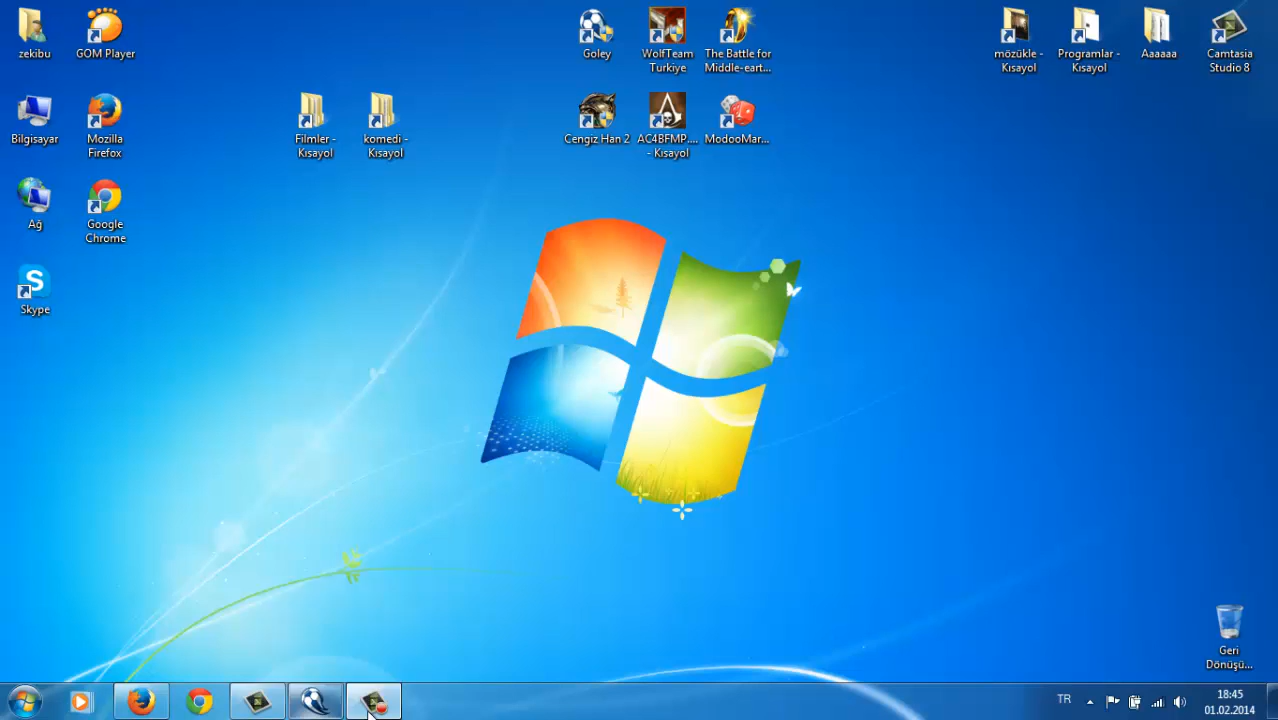 zekibu
GOM Player
Goley
WolfTeam
Turkiye
The Battle for
Middle-eart...
mözükle -
Kısayol
Programlar -
Kısayol
Aaaaaa
Camtasia
Studio 8
Bilgisayar
Mozilla
Firefox
Filmler -
Kısayol
komedi -
Kısayol
Cengiz Han 2
AC4BFMP....
- Kısayol
ModooMar...
Ağ
Google
Chrome
Skype
Geri
Dönüşü...
TR
18:45
01.02.2014